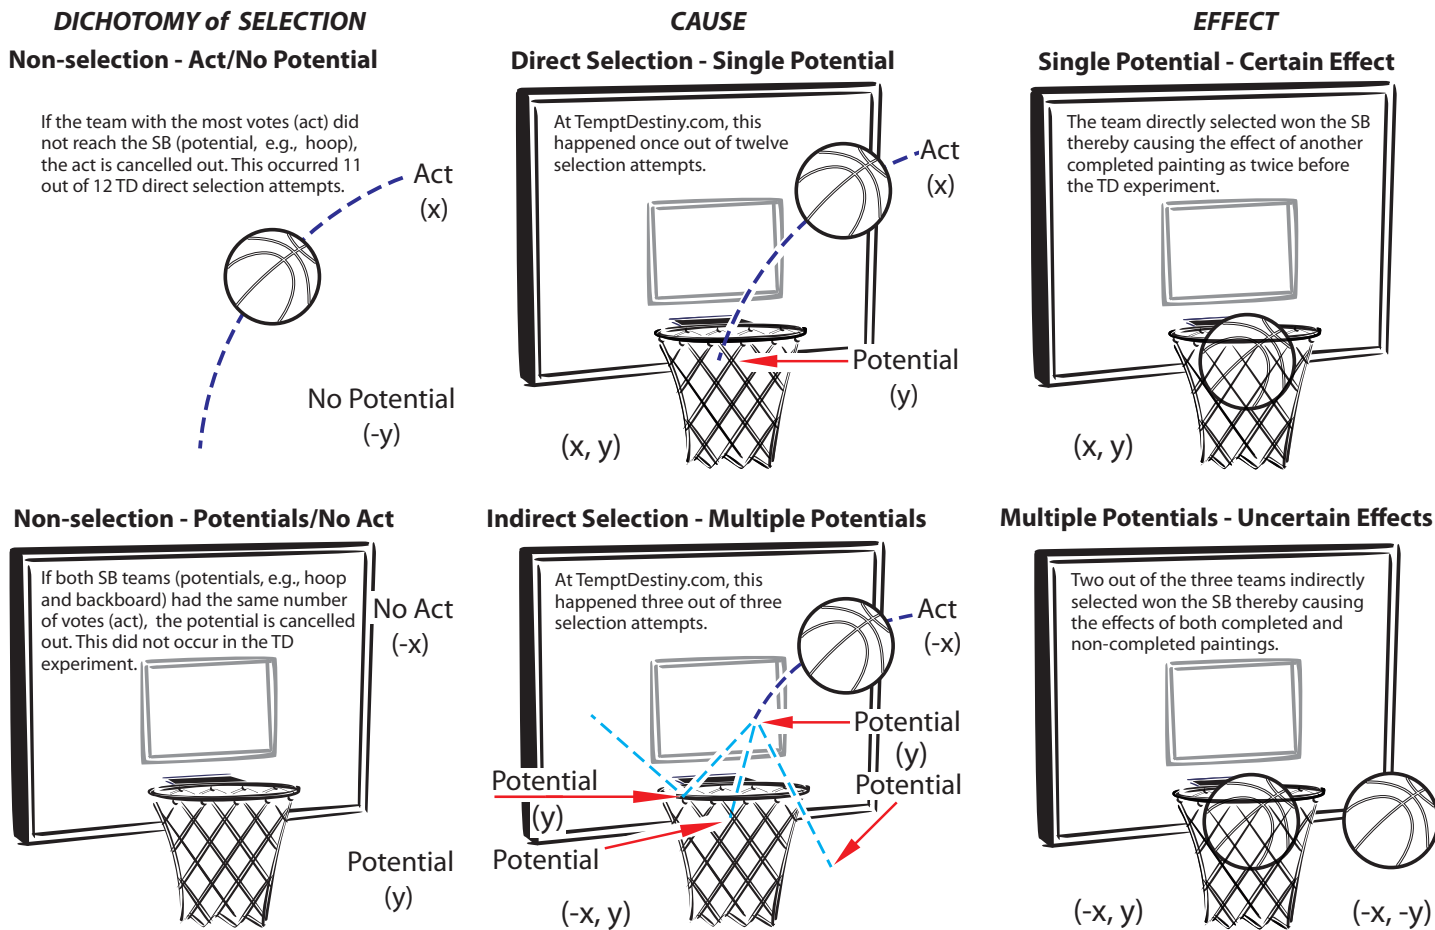 DICHOTOMY of SELECTION
Non-selection - Act/No Potential
If the team with the most votes (act) did
not reach the SB (potential, e.g., hoop),
the act is cancelled out. This occurred 11
out of 12 TD direct selection attempts.
Act
(x)
No Potential
(-y)
CAUSE
Direct Selection - Single Potential
At TemptDestiny.com, this
happened once out of twelve
selection attempts.
Act
(x)
Potential
(y)
(x, y)
EFFECT
Single Potential - Certain Effect
The team directly selected won the SB
thereby causing the effect of another
completed painting as twice before
the TD experiment.
(x, y)
Non-selection - Potentials/No Act
If both SB teams (potentials, e.g., hoop
and backboard) had the same number
of votes (act), the potential is cancelled
out. This did not occur in the TD
experiment.
No Act
(-x)
Potential
(y)
Indirect Selection - Multiple Potentials
At TemptDestiny.com, this
happened three out of three
selection attempts.
Act
(-x)
Potential
(y)
Potential
Potential
(y)
Potential
(-x, y)
Multiple Potentials - Uncertain Effects
Two out of the three teams indirectly
selected won the SB thereby causing
the effects of both completed and
non-completed paintings.
(-x, y)
(-x, -y)